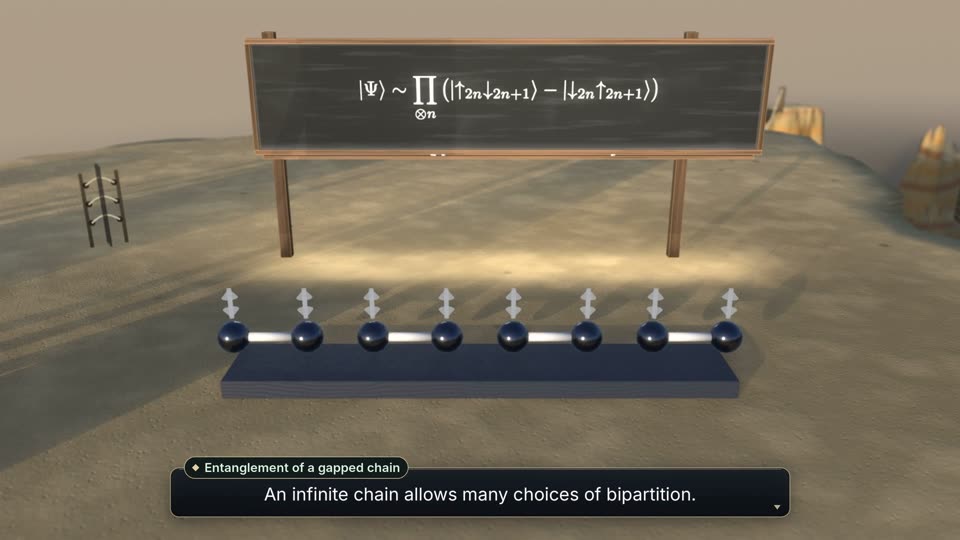 |Ψ⟩ ∼ ∏⊗n (|↑2n↓2n+1⟩ − |↓2n↑2n+1⟩)
Entanglement of a gapped chain
An infinite chain allows many choices of bipartition.